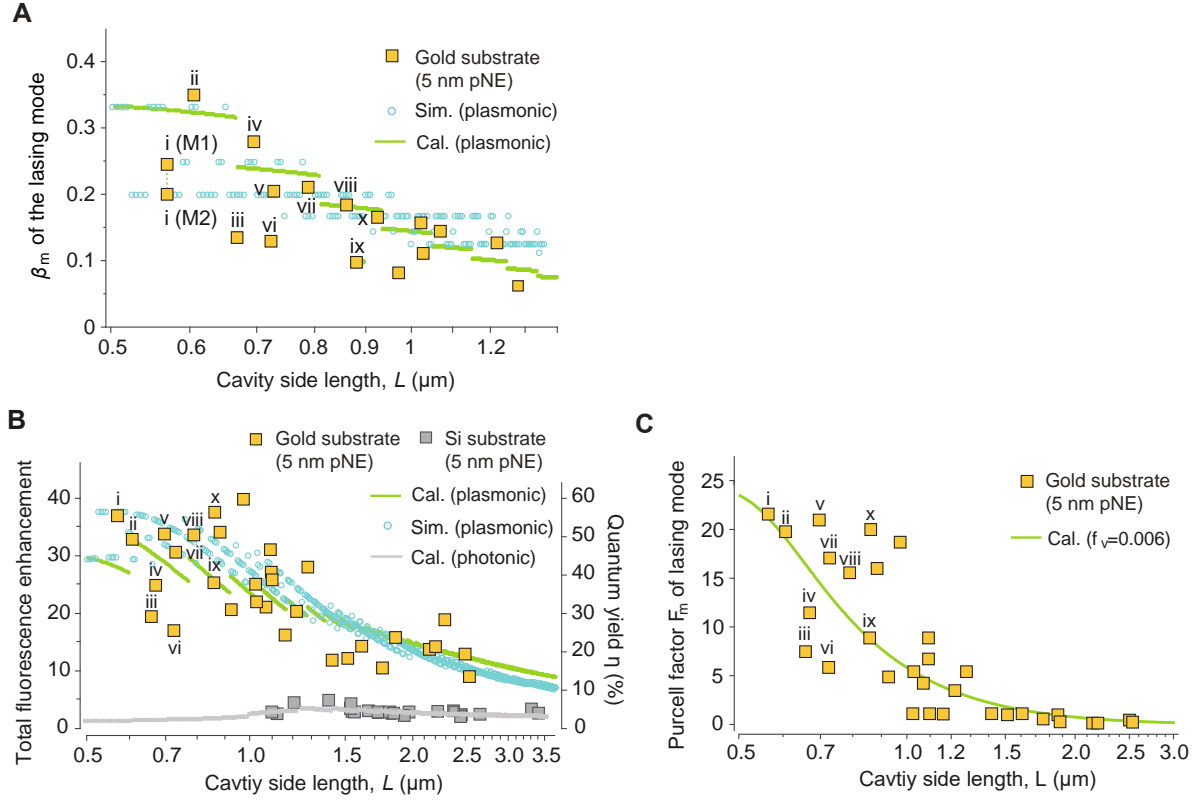 A
β_m of the lasing mode
0.4
0.3
0.2
0.1
0
ii
i (M1)
i (M2)
iv
v
iii
vi
vii
viii
x
ix
Gold substrate
(5 nm pNE)
Sim. (plasmonic)
Cal. (plasmonic)
0.5 0.6 0.7 0.8 0.9 1 1.2
Cavity side length, L (μm)
B
Total fluorescence enhancement
40
30
20
10
0
Gold substrate
(5 nm pNE)
Si substrate
(5 nm pNE)
Cal. (plasmonic)
Sim. (plasmonic)
Cal. (photonic)
i
ii
iii
iv
v
vi
vii
viii
ix
x
60
50
40
30
20
10
0
Quantum yield η (%)
0.5 0.7 1.0 1.5 2.0 2.5 3.0 3.5
Cavtiy side length, L (μm)
C
Purcell factor F_m of lasing mode
25
20
15
10
5
0
i
ii
v
vii
viii
x
iv
iii
vi
ix
Gold substrate
(5 nm pNE)
Cal. (f_v=0.006)
0.5 0.7 1.0 1.2 1.5 2.0 2.5 3.0
Cavtiy side length, L (μm)